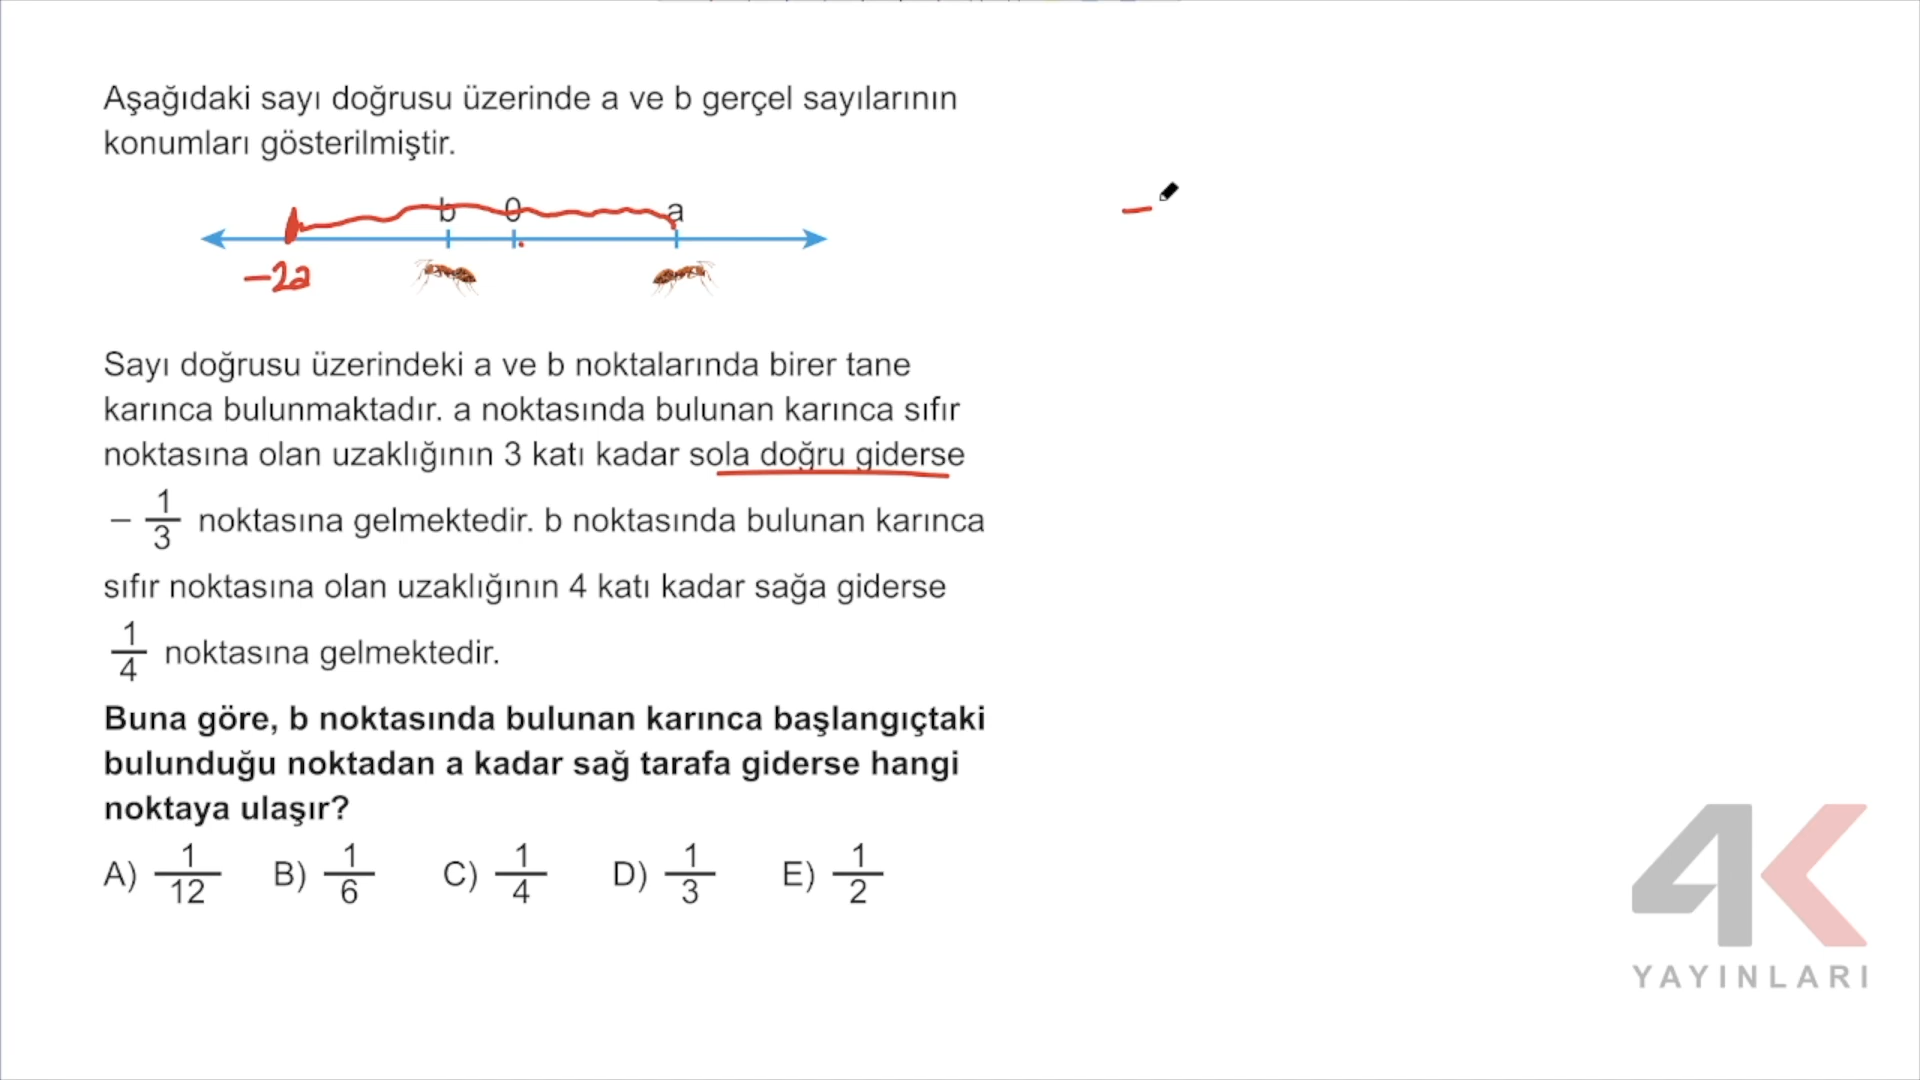 Aşağıdaki sayı doğrusu üzerinde a ve b gerçel sayılarının
konumları gösterilmiştir.
b 0 a
-2a
Sayı doğrusu üzerindeki a ve b noktalarında birer tane
karınca bulunmaktadır. a noktasında bulunan karınca sıfır
noktasına olan uzaklığının 3 katı kadar sola doğru giderse
- 1/3 noktasına gelmektedir. b noktasında bulunan karınca
sıfır noktasına olan uzaklığının 4 katı kadar sağa giderse
1/4 noktasına gelmektedir.
Buna göre, b noktasında bulunan karınca başlangıçtaki
bulunduğu noktadan a kadar sağ tarafa giderse hangi
noktaya ulaşır?
A) 1/12 B) 1/6 C) 1/4 D) 1/3 E) 1/2
4K
YAYINLARI